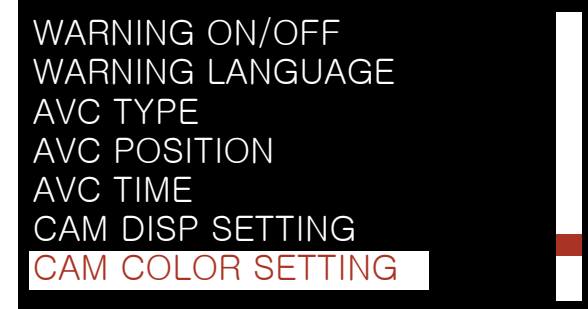 WARNING ON/OFF
WARNING LANGUAGE
AVC TYPE
AVC POSITION
AVC TIME
CAM DISP SETTING
CAM COLOR SETTING